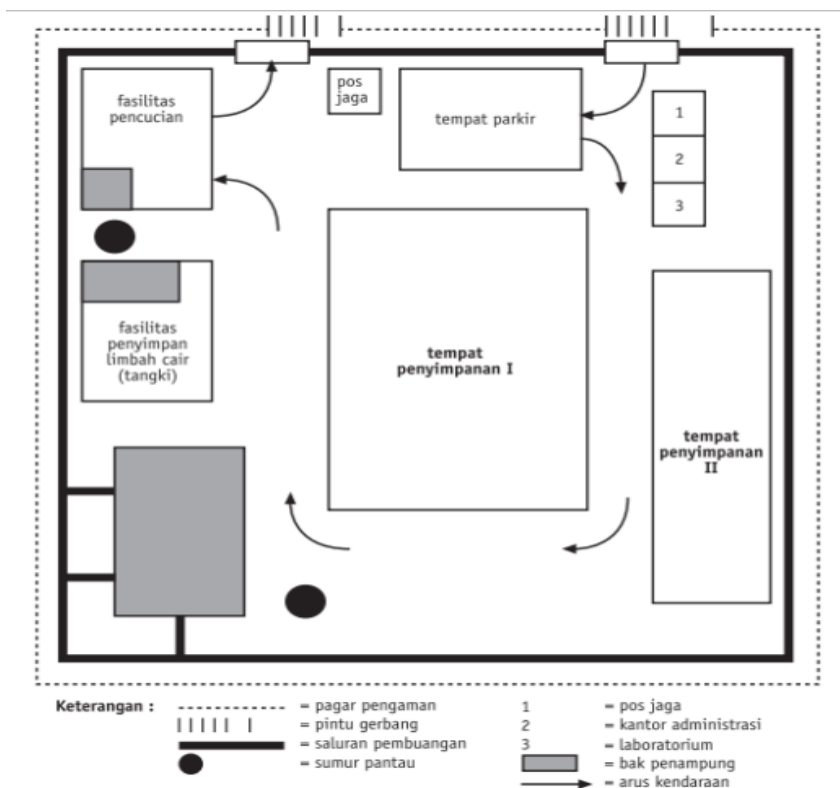 fasilitas
pencucian
pos
jaga
tempat parkir
1
2
3
fasilitas
penyimpan
limbah cair
(tangki)
tempat
penyimpanan I
tempat
penyimpanan
II
Keterangan :
= pagar pengaman
= pintu gerbang
= saluran pembuangan
= sumur pantau
1 = pos jaga
2 = kantor administrasi
3 = laboratorium
= bak penampung
= arus kendaraan